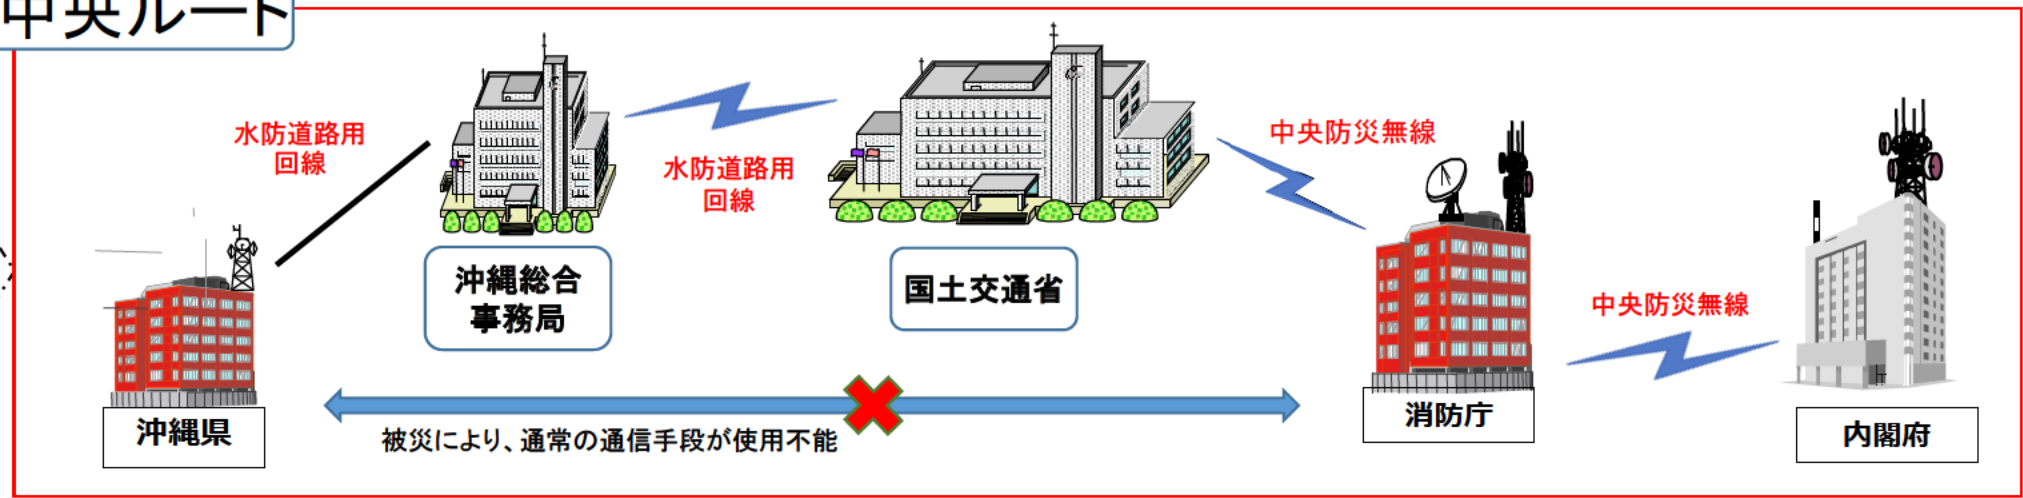 中央ルート
水防道路用
回線
水防道路用
回線
中央防災無線
中央防災無線
沖縄総合
事務局
国土交通省
被災により、通常の通信手段が使用不能
沖縄県
消防庁
内閣府